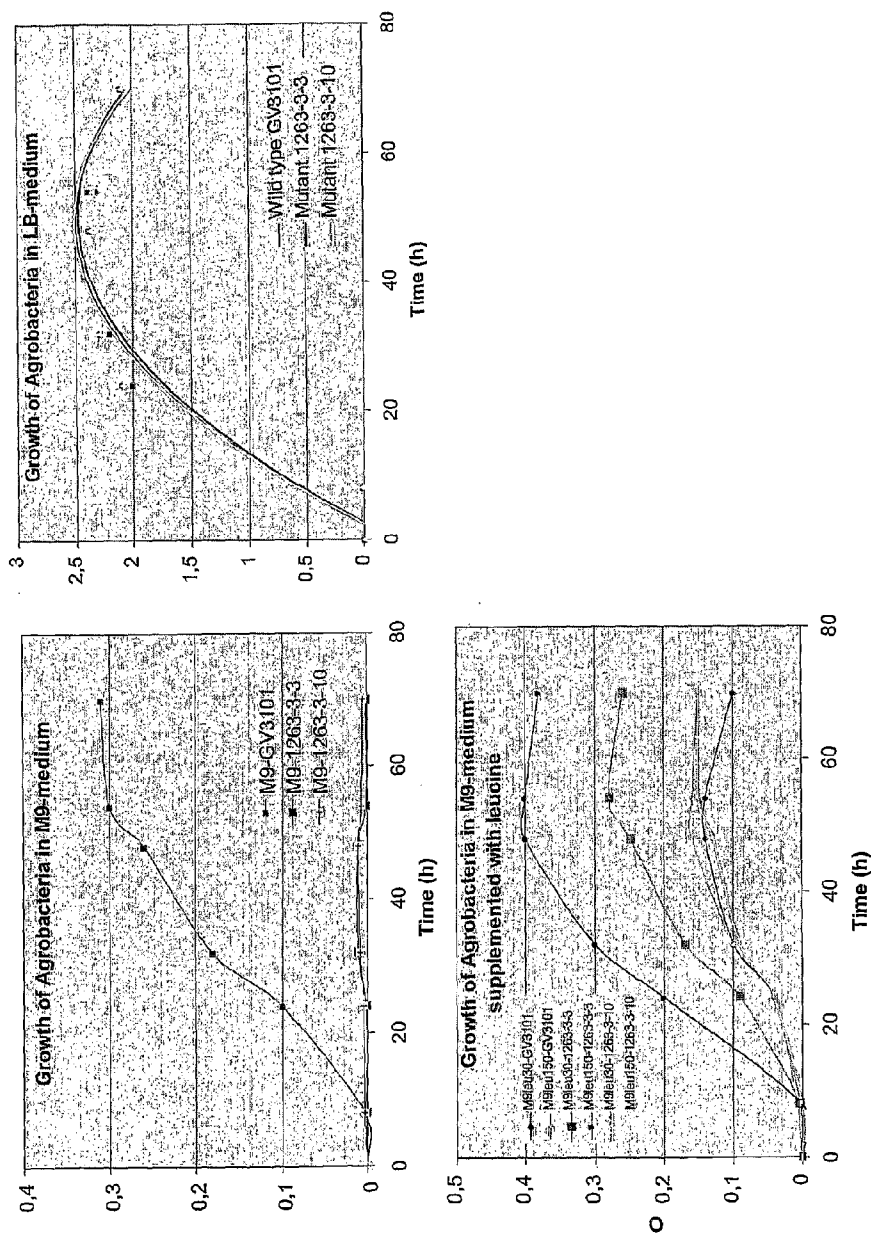 Growth of Agrobacteria in M9-medium
0,4
0,3
0,2
0,1
0
0
20
40
60
80
Time (h)
M9-GV3101
M9-1263-3-3
M9-1263-3-10
Growth of Agrobacteria in LB-medium
3
2,5
2
1,5
1
0,5
0
0
20
40
60
80
Time (h)
Wild type GV3101
Mutant 1263-3-3
Mutant 1263-3-10
Growth of Agrobacteria in M9-medium
supplemented with leucine
0,5
0,4
0,3
0,2
0,1
0
O
0
20
40
60
80
Time (h)
M9leu30-GV3101
M9leu150-GV3101
M9leu30-1263-3-3
M9leu150-1263-3-3
M9leu30-1263-3-10
M9leu150-1263-3-10